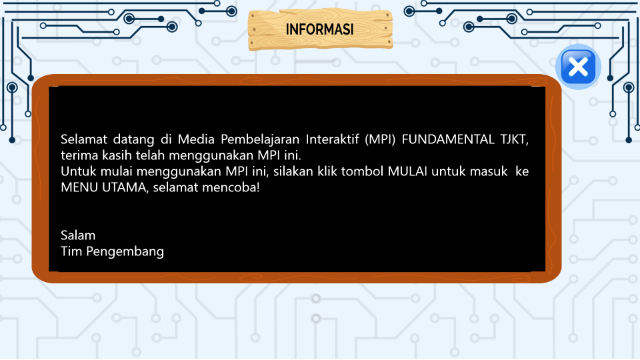 INFORMASI
Selamat datang di Media Pembelajaran Interaktif (MPI) FUNDAMENTAL TJKT,
terima kasih telah menggunakan MPI ini.
Untuk mulai menggunakan MPI ini, silakan klik tombol MULAI untuk masuk ke
MENU UTAMA, selamat mencoba!
Salam
Tim Pengembang